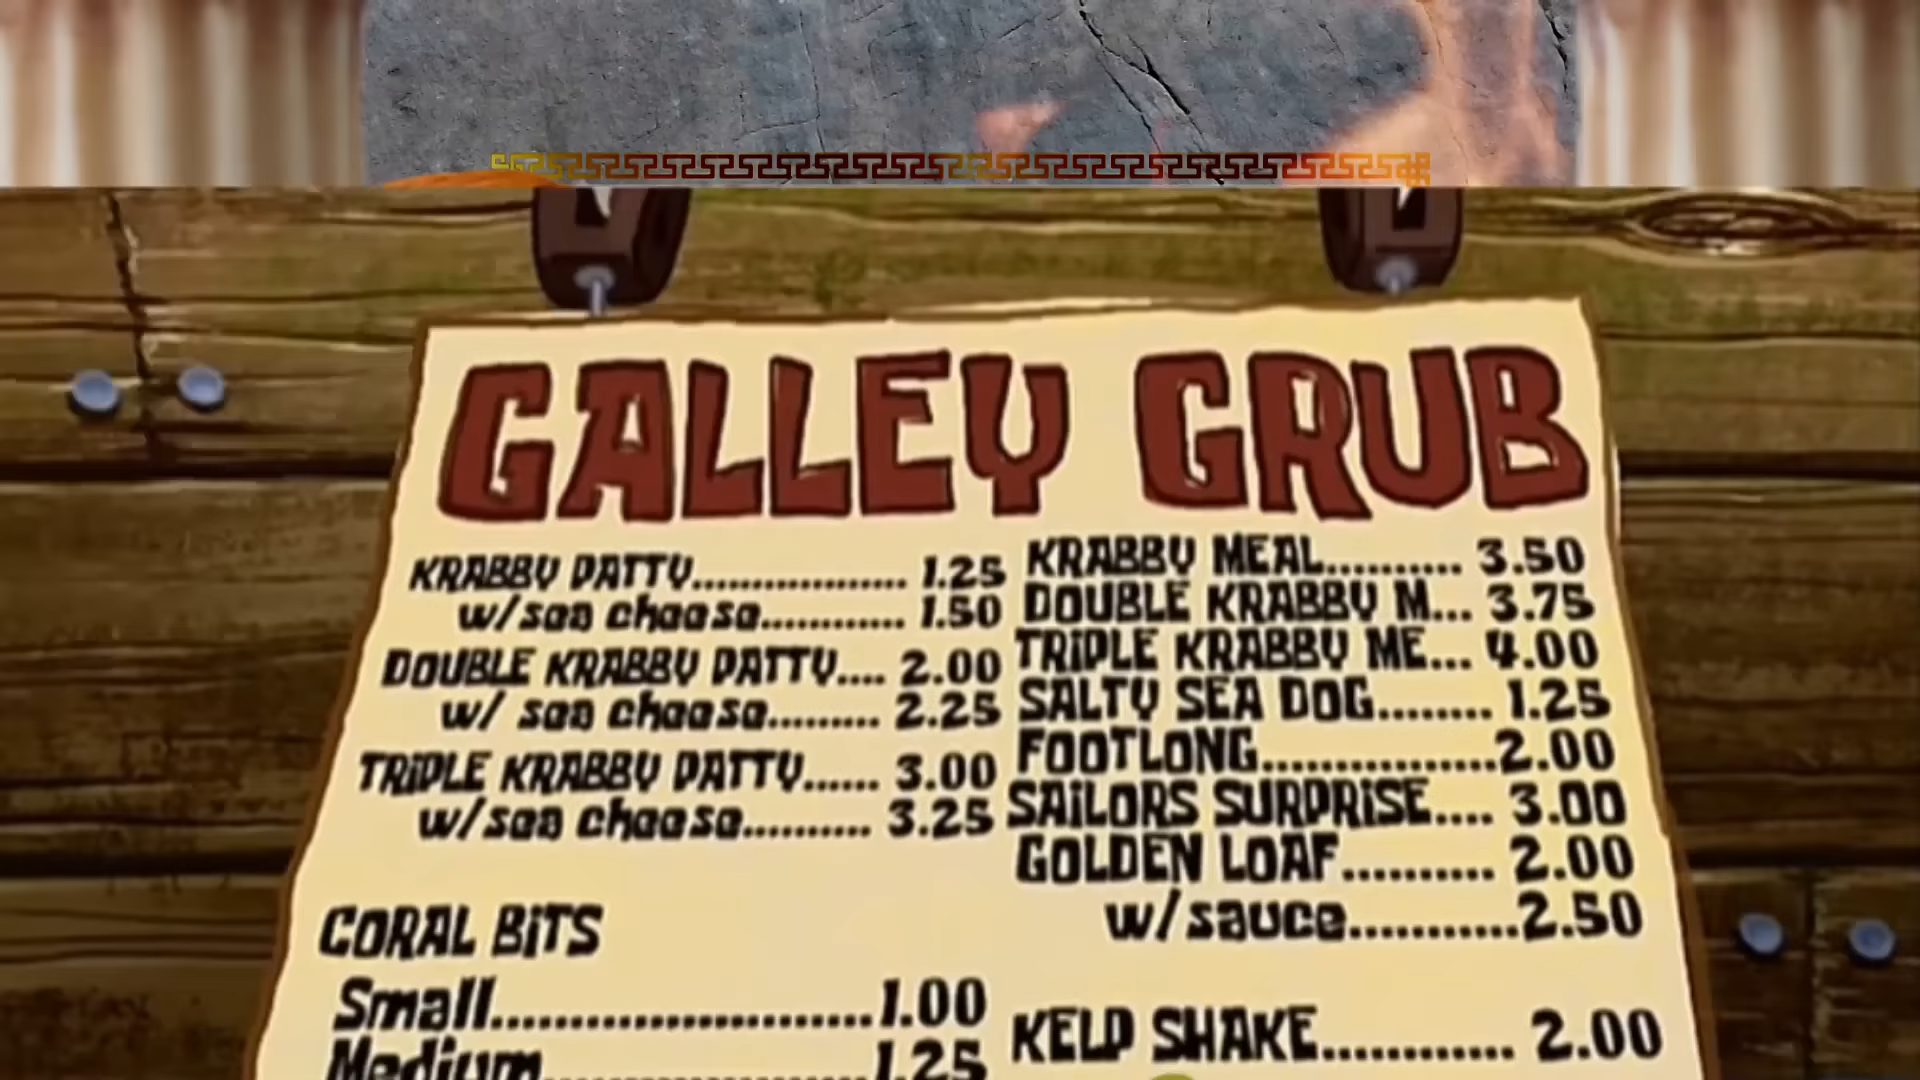 GALLEY GRUB
KRABBY PATTY.................. 1.25
w/sea cheese............ 1.50
DOUBLE KRABBY PATTY.... 2.00
w/ sea cheese......... 2.25
TRiPLE KRABBY PATTY...... 3.00
w/sea cheese.......... 3.25
CORAL BiTS
Small.........................1.00
Medium......................1.25
KRABBY MEAL.......... 3.50
DOUBLE KRABBY M... 3.75
TRiPLE KRABBY ME... 4.00
SALTY SEA DOG........ 1.25
FOOTLONG................2.00
SAiLORS SURPRiSE.... 3.00
GOLDEN LOAF.......... 2.00
w/sauce...........2.50
KELP SHAKE............ 2.00